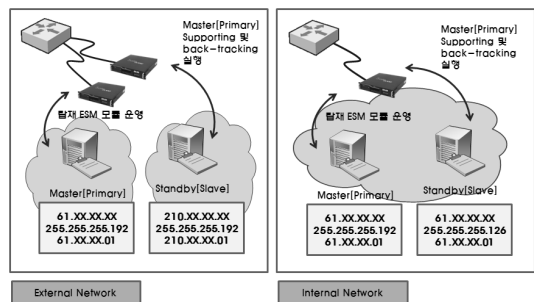 Master[Primary]
Supporting 및
back-tracking
실행
탑재 ESM 모듈 운영
Master[Primary]
Standby[Slave]
61.XX.XX.XX
255.255.255.192
61.XX.XX.01
210.XX.XX.XX
255.255.255.192
210.XX.XX.01
External Network
Master[Primary]
Supporting 및
back-tracking
실행
탑재 ESM 모듈 운영
Master[Primary]
Standby[Slave]
61.XX.XX.XX
255.255.255.192
61.XX.XX.01
61.XX.XX.XX
255.255.255.126
61.XX.XX.01
Internal Network